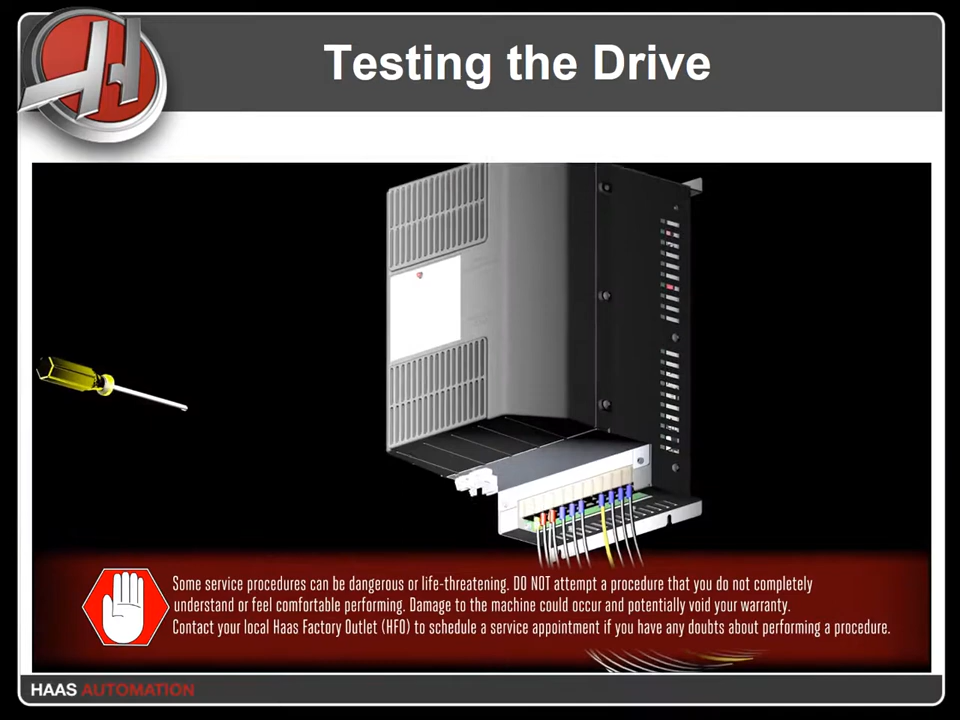 Testing the Drive
Some service procedures can be dangerous or life-threatening. DO NOT attempt a procedure that you do not completely
understand or feel comfortable performing. Damage to the machine could occur and potentially void your warranty.
Contact your local Haas Factory Outlet (HFO) to schedule a service appointment if you have any doubts about performing a procedure.
HAAS AUTOMATION